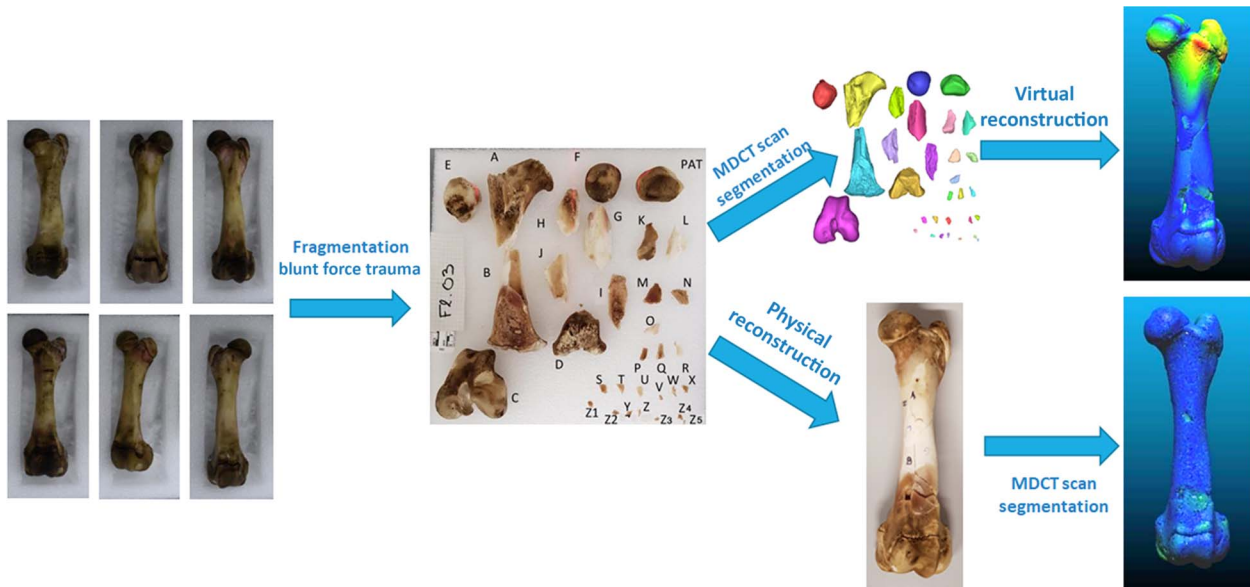 Fragmentation
blunt force trauma
E
A
F
PAT
H
G
K
L
J
B
I
M
N
FR.03
O
D
P
Q
R
C
S
T
U
V
W
X
Z1
Z2
Y
Z
Z3
Z4
Z5
MDCT scan
segmentation
Virtual
reconstruction
Physical
reconstruction
A
B
MDCT scan
segmentation